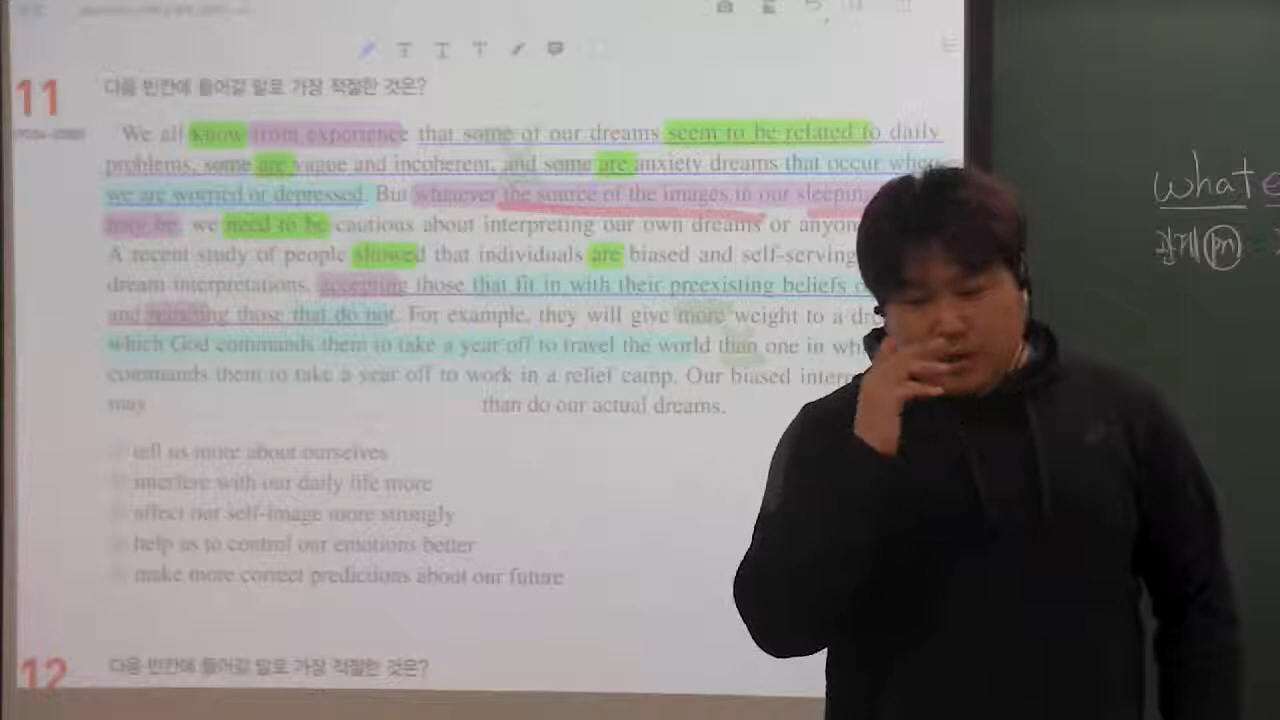 11 다음 빈칸에 들어갈 말로 가장 적절한 것은?
We all know from experience that some of our dreams seem to be related to daily
problems, some are vague and incoherent, and some are anxiety dreams that occur when
we are worried or depressed. But whatever the source of the images in our sleeping
may be, we need to be cautious about interpreting our own dreams or
A recent study of people showed that individuals are biased and self-serving
dream interpretations, accepting those that fit in with their preexisting beliefs
and rejecting those that do not. For example, they will give more weight to a
which God commands them to take a year off to travel the world than one in
commands them to take a year off to work in a relief camp. Our biased
may than do our actual dreams.
tell us more about ourselves
interfere with our daily life more
affect our self-image more strongly
help us to control our emotions better
make more correct predictions about our future
12 다음 빈칸에 들어갈 말로 가장 적절한 것은?
what
관계 pn